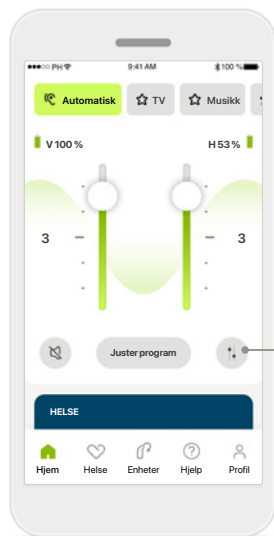 PH 9:41 AM 100 %
Automatisk TV Musikk
V 100 % H 53 %
3 3
Juster program
HELSE
Hjem Helse Enheter Hjelp Profil